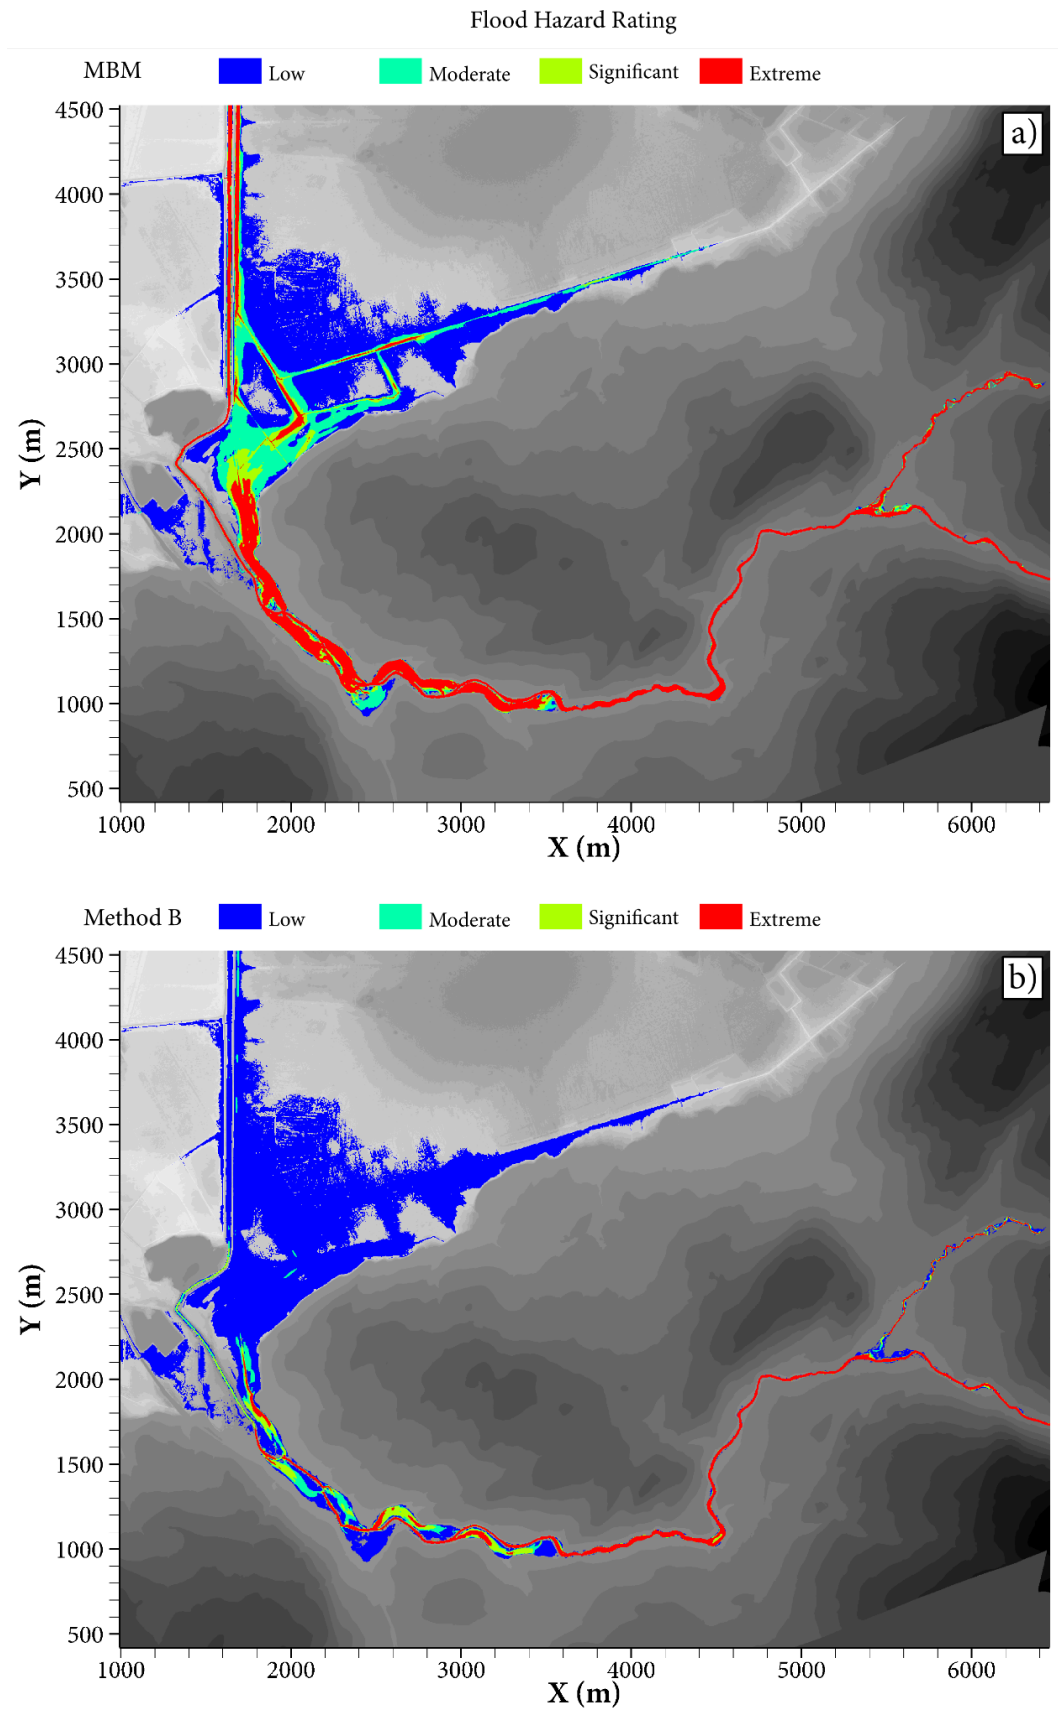 Flood Hazard Rating
MBM Low Moderate Significant Extreme
a)
4500
4000
3500
3000
2500
2000
1500
1000
500
Y (m)
1000 2000 3000 4000 5000 6000
X (m)
Method B Low Moderate Significant Extreme
b)
4500
4000
3500
3000
2500
2000
1500
1000
500
Y (m)
1000 2000 3000 4000 5000 6000
X (m)